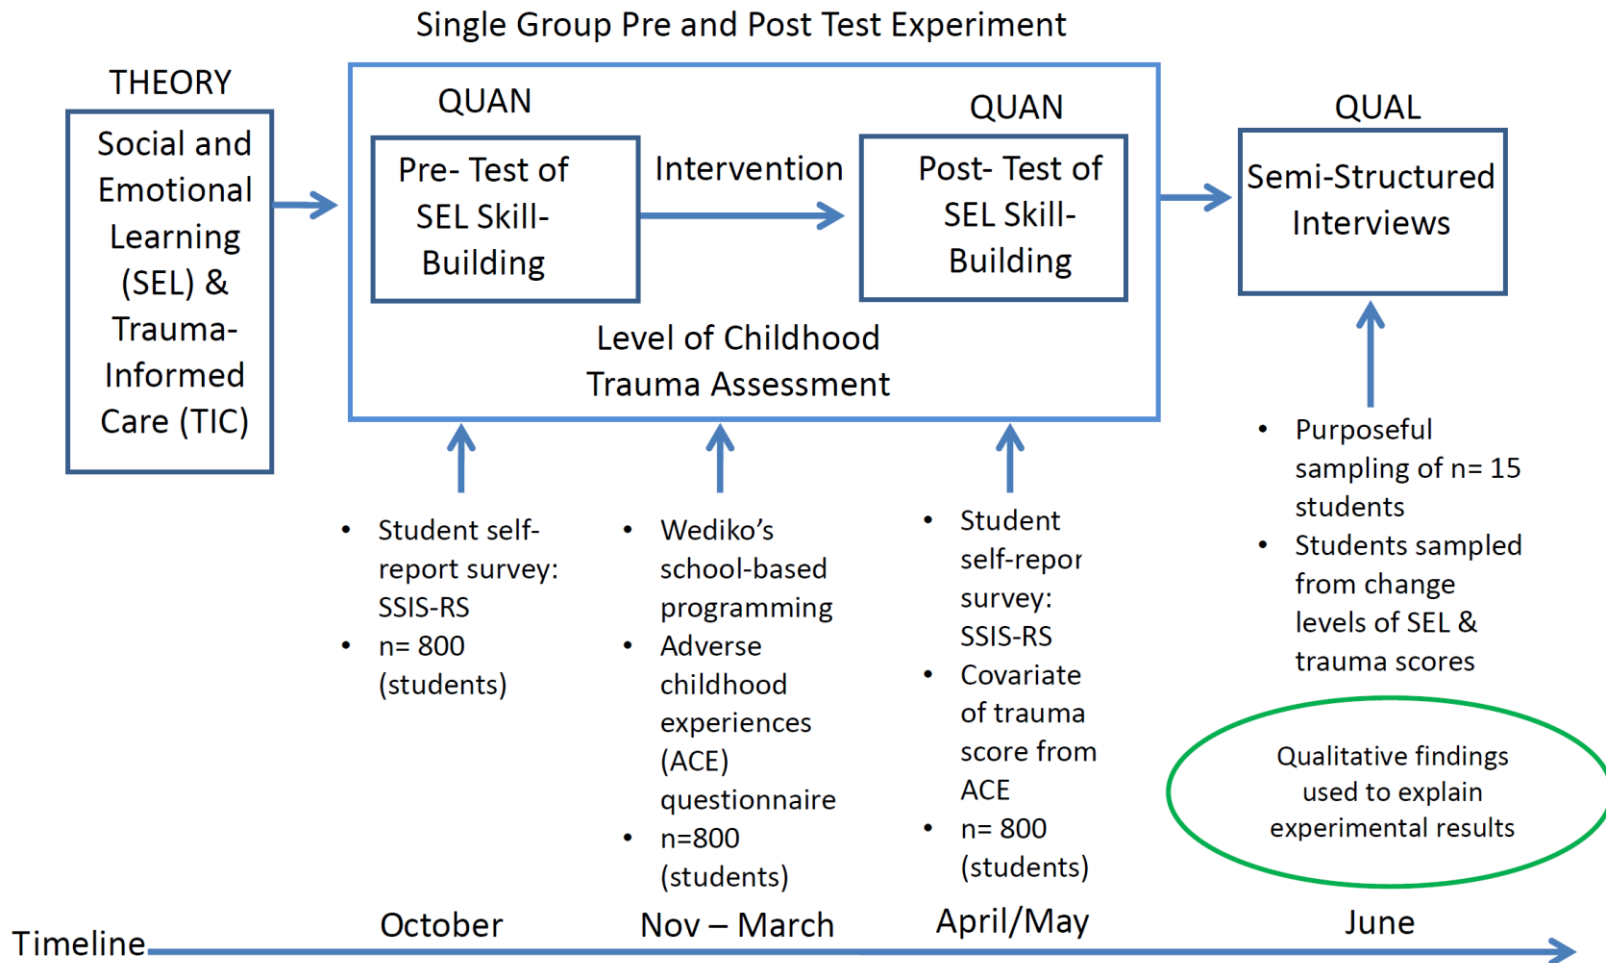 Single Group Pre and Post Test Experiment
THEORY
Social and
Emotional
Learning
(SEL) &
Trauma-
Informed
Care (TIC)
QUAN
Pre- Test of
SEL Skill-
Building
Intervention
QUAN
Post- Test of
SEL Skill-
Building
Level of Childhood
Trauma Assessment
QUAL
Semi-Structured
Interviews
• Student self-
report survey:
SSIS-RS
• n= 800
(students)
• Wediko’s
school-based
programming
• Adverse
childhood
experiences
(ACE)
questionnaire
• n=800
(students)
• Student
self-repor
survey:
SSIS-RS
• Covariate
of trauma
score from
ACE
• n= 800
(students)
• Purposeful
sampling of n= 15
students
• Students sampled
from change
levels of SEL &
trauma scores
Qualitative findings
used to explain
experimental results
Timeline
October
Nov – March
April/May
June